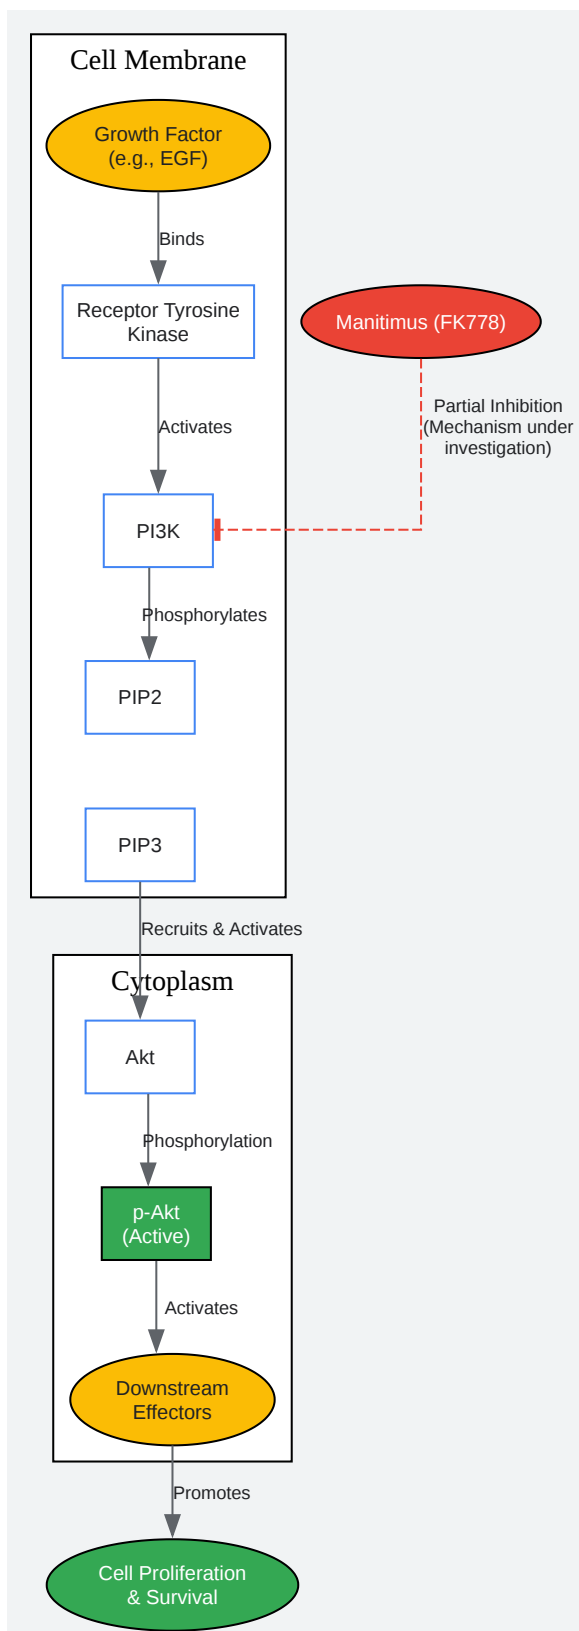 Cell Membrane
Growth Factor
(e.g., EGF)
Binds
Receptor Tyrosine
Kinase
Manitimus (FK778)
Activates
Partial Inhibition
(Mechanism under
investigation)
PI3K
Phosphorylates
PIP2
PIP3
Recruits & Activates
Cytoplasm
Akt
Phosphorylation
p-Akt
(Active)
Activates
Downstream
Effectors
Promotes
Cell Proliferation
& Survival